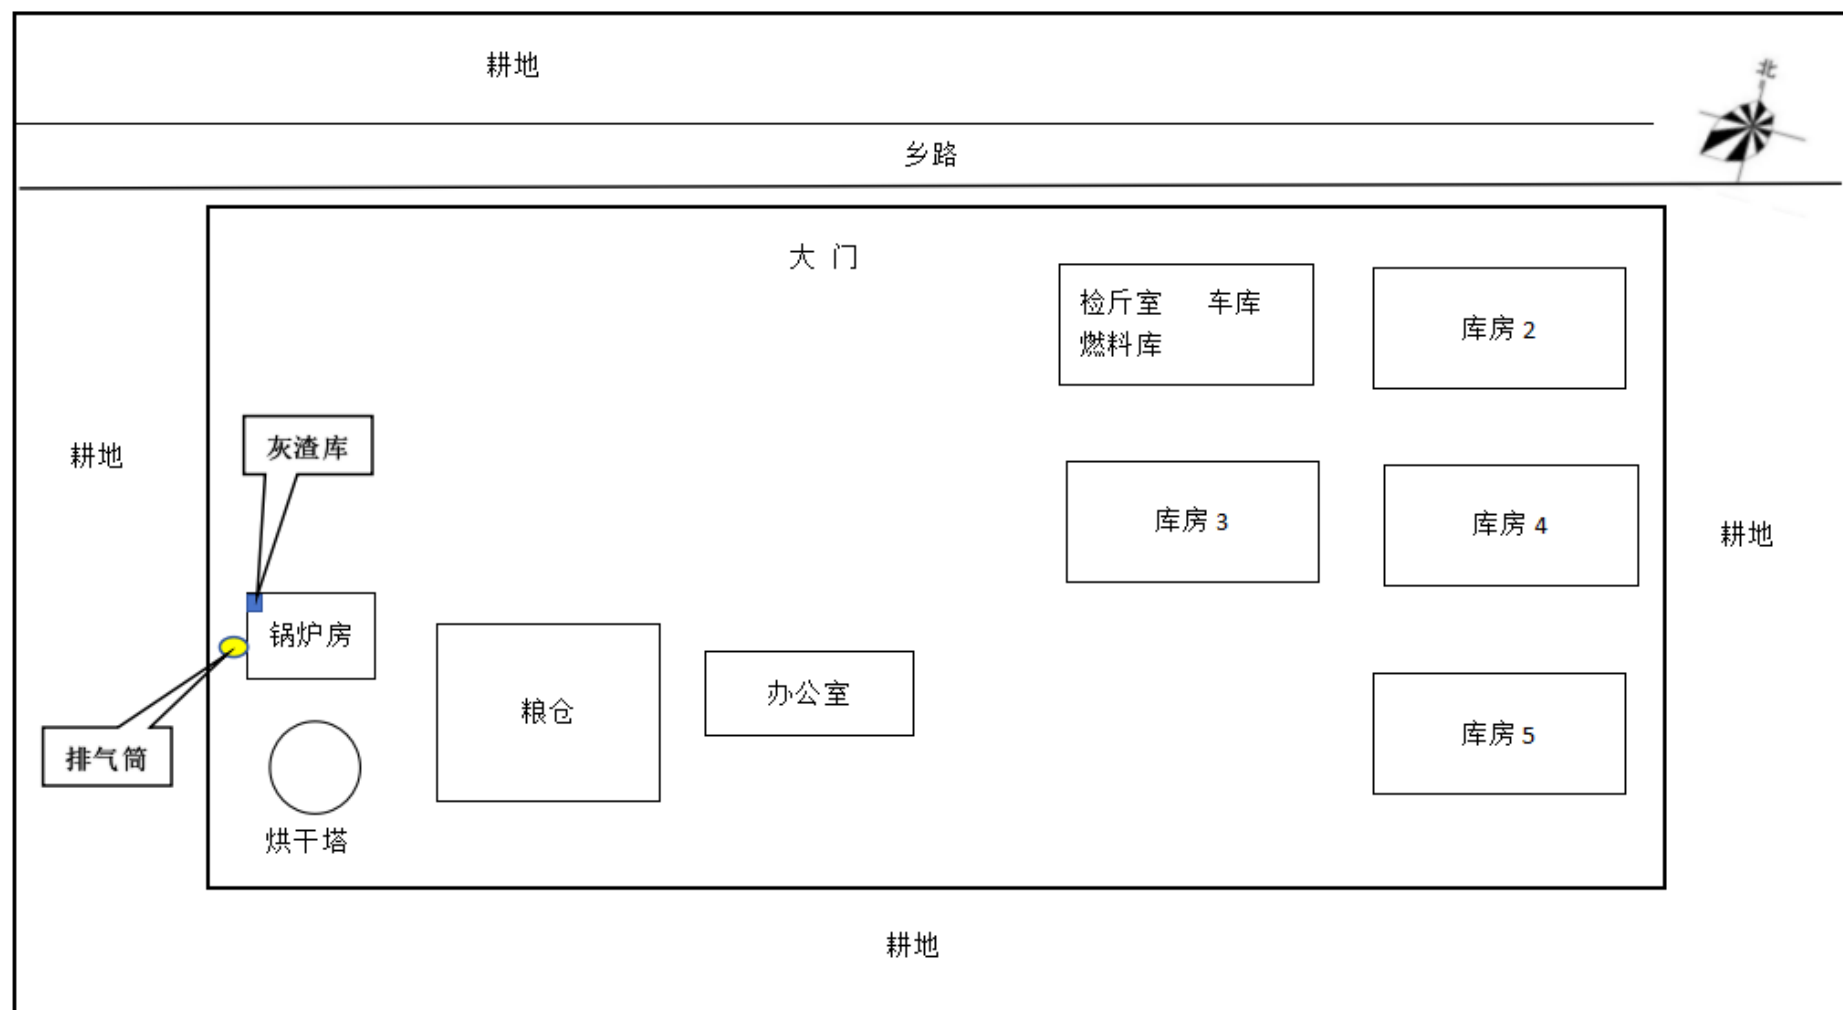 耕地
北
乡路
大 门
检斤室 车库
燃料库
库房 2
灰渣库
耕地
库房 3
库房 4
耕地
锅炉房
粮仓
办公室
库房 5
排气筒
烘干塔
耕地